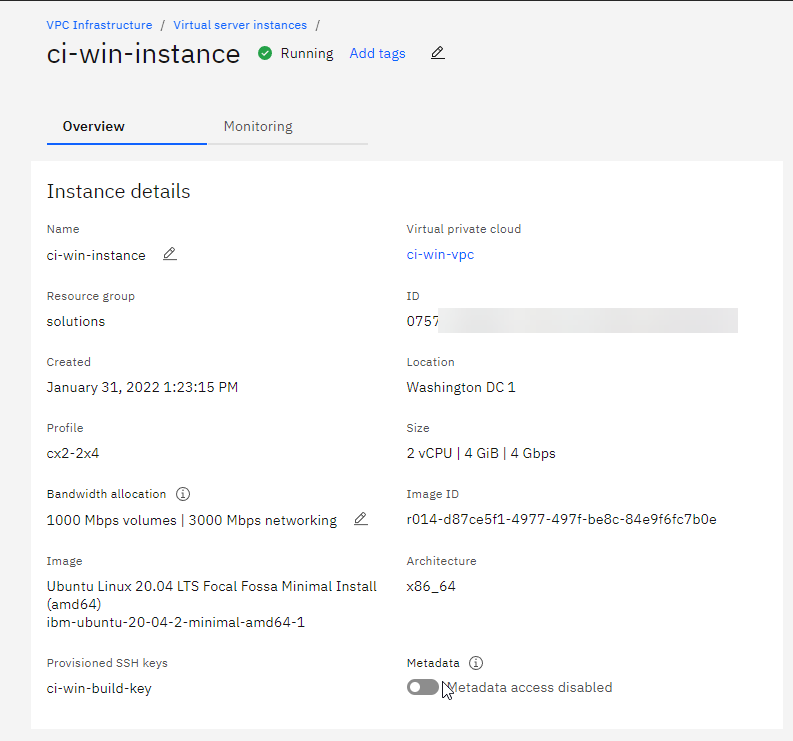 VPC Infrastructure / Virtual server instances /
ci-win-instance Running Add tags
Overview Monitoring
Instance details
Name Virtual private cloud
ci-win-instance ci-win-vpc
Resource group ID
solutions 0757
Created Location
January 31, 2022 1:23:15 PM Washington DC 1
Profile Size
cx2-2x4 2 vCPU | 4 GiB | 4 Gbps
Bandwidth allocation Image ID
1000 Mbps volumes | 3000 Mbps networking r014-d87ce5f1-4977-497f-be8c-84e9f6fc7b0e
Image Architecture
Ubuntu Linux 20.04 LTS Focal Fossa Minimal Install x86_64
(amd64)
ibm-ubuntu-20-04-2-minimal-amd64-1
Provisioned SSH keys Metadata
ci-win-build-key Metadata access disabled